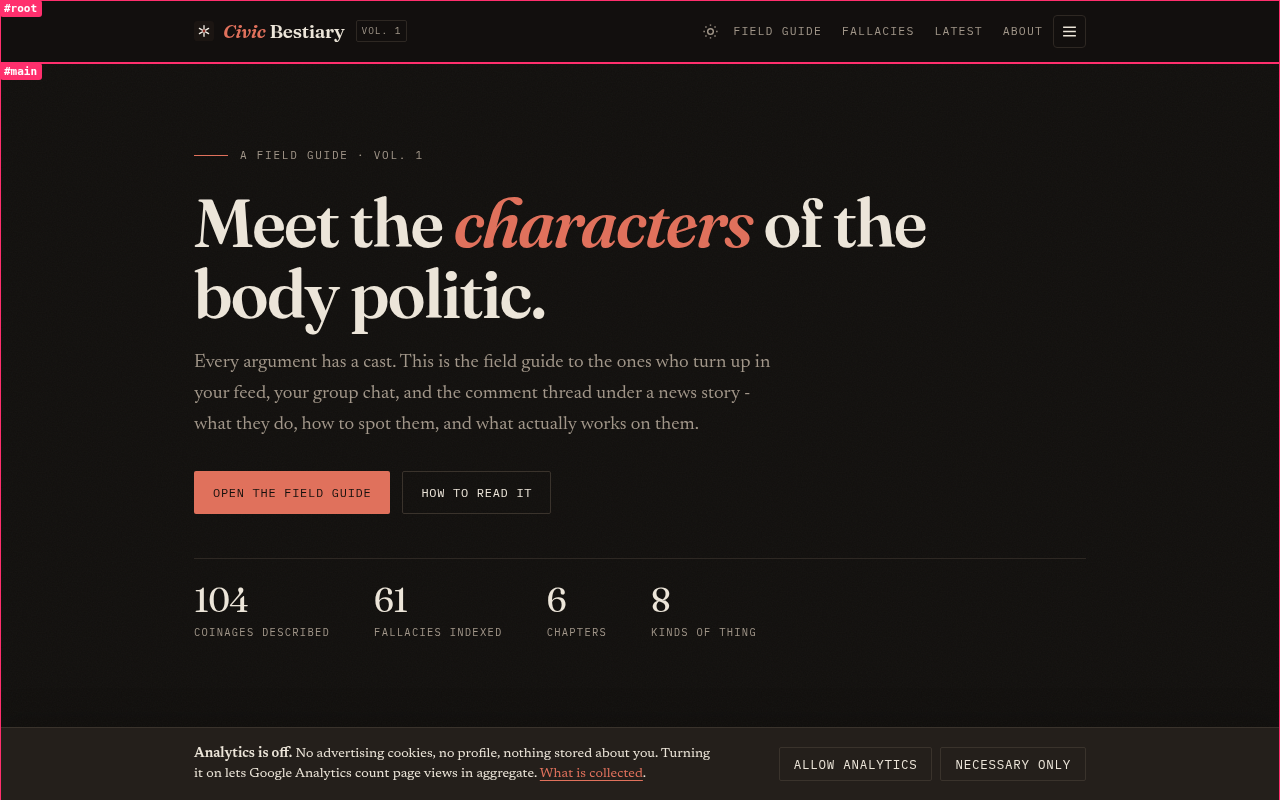 #root
Civic Bestiary VOL. 1
FIELD GUIDE FALLACIES LATEST ABOUT
#main
A FIELD GUIDE · VOL. 1
Meet the characters of the
body politic.
Every argument has a cast. This is the field guide to the ones who turn up in
your feed, your group chat, and the comment thread under a news story -
what they do, how to spot them, and what actually works on them.
OPEN THE FIELD GUIDE HOW TO READ IT
104 61 6 8
COINAGES DESCRIBED FALLACIES INDEXED CHAPTERS KINDS OF THING
Analytics is off. No advertising cookies, no profile, nothing stored about you. Turning
it on lets Google Analytics count page views in aggregate. What is collected.
ALLOW ANALYTICS NECESSARY ONLY